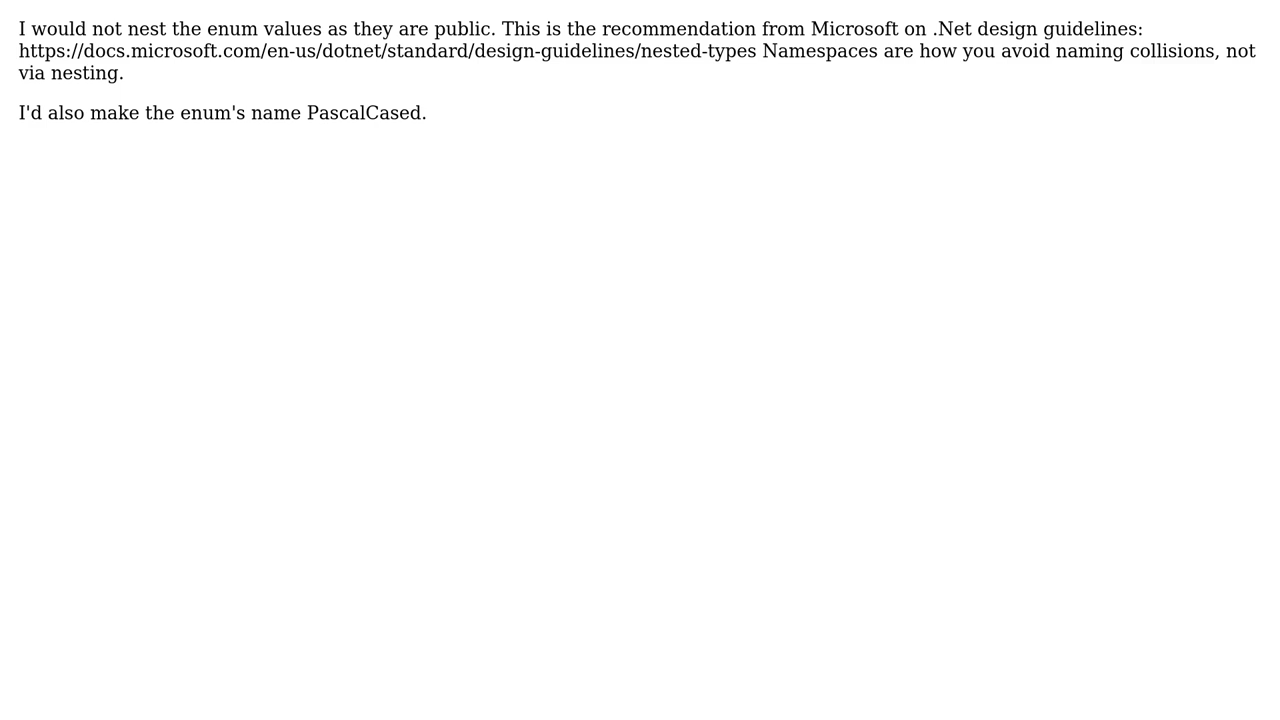 I would not nest the enum values as they are public. This is the recommendation from Microsoft on .Net design guidelines:
https://docs.microsoft.com/en-us/dotnet/standard/design-guidelines/nested-types Namespaces are how you avoid naming collisions, not
via nesting.
I'd also make the enum's name PascalCased.